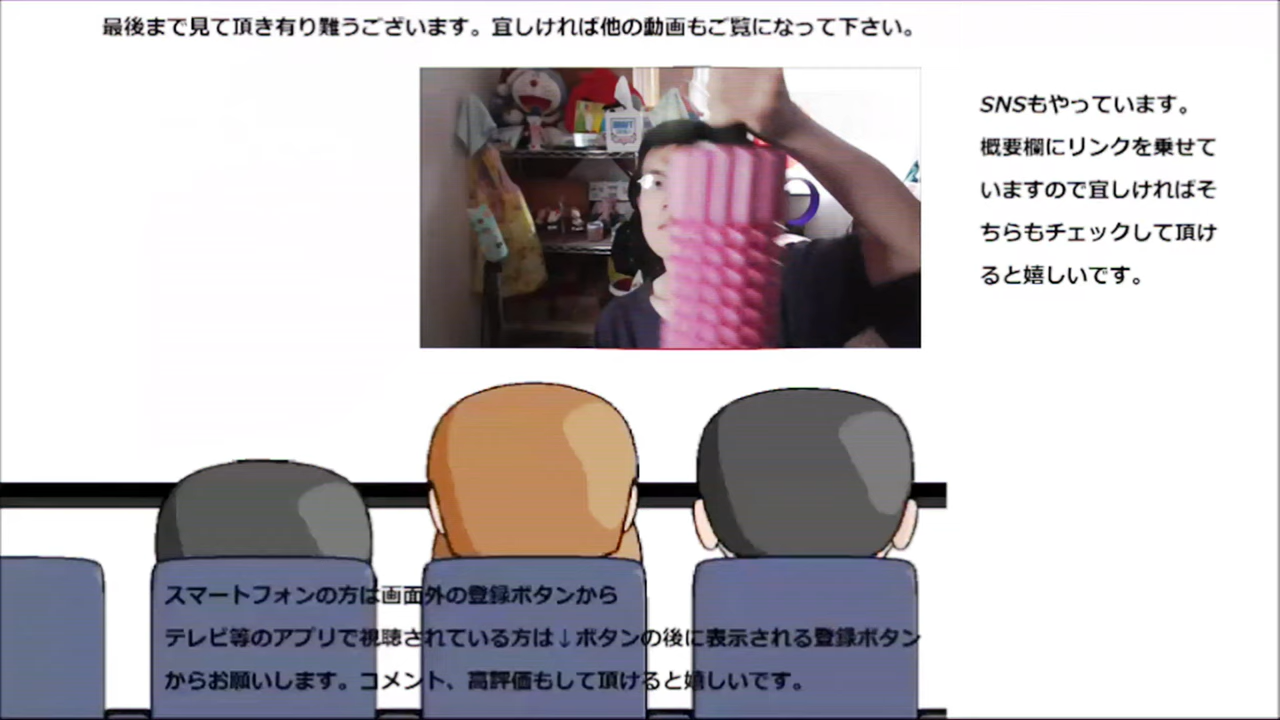 最後まで見て頂き有り難うございます。宜しければ他の動画もご覧になって下さい。
SNSもやっています。
概要欄にリンクを乗せて
いますので宜しければそ
ちらもチェックして頂け
ると嬉しいです。
スマートフォンの方は画面外の登録ボタンから
テレビ等のアプリで視聴されている方は↓ボタンの後に表示される登録ボタン
からお願いします。コメント、高評価もして頂けると嬉しいです。